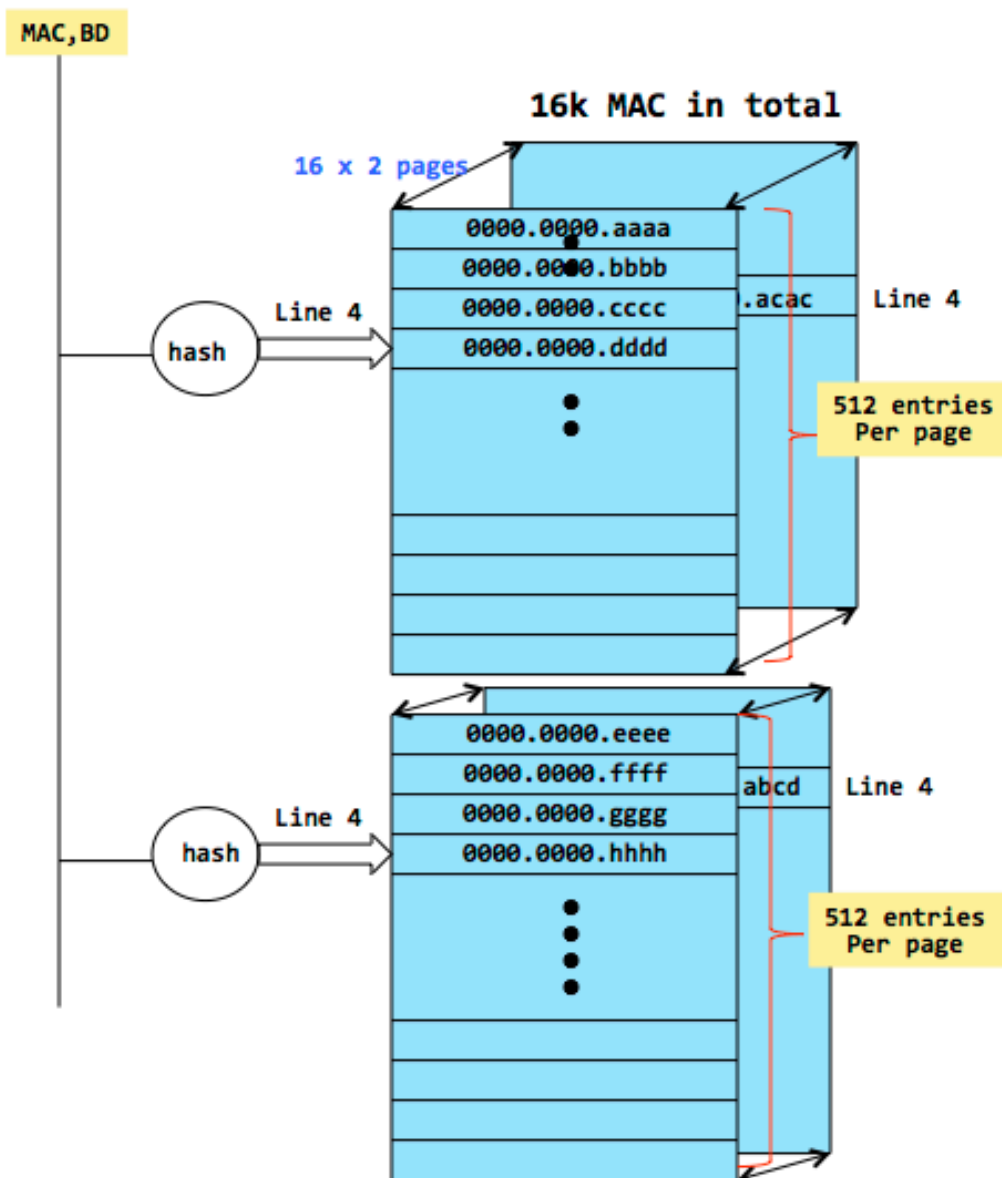 MAC,BD
16k MAC in total
16 x 2 pages
0000.0000.aaaa
0000.0000.bbbb
0000.0000.cccc
.acac
Line 4
Line 4
hash
0000.0000.dddd
512 entries
Per page
0000.0000.eeee
0000.0000.ffff
abcd
Line 4
0000.0000.gggg
Line 4
hash
0000.0000.hhhh
512 entries
Per page